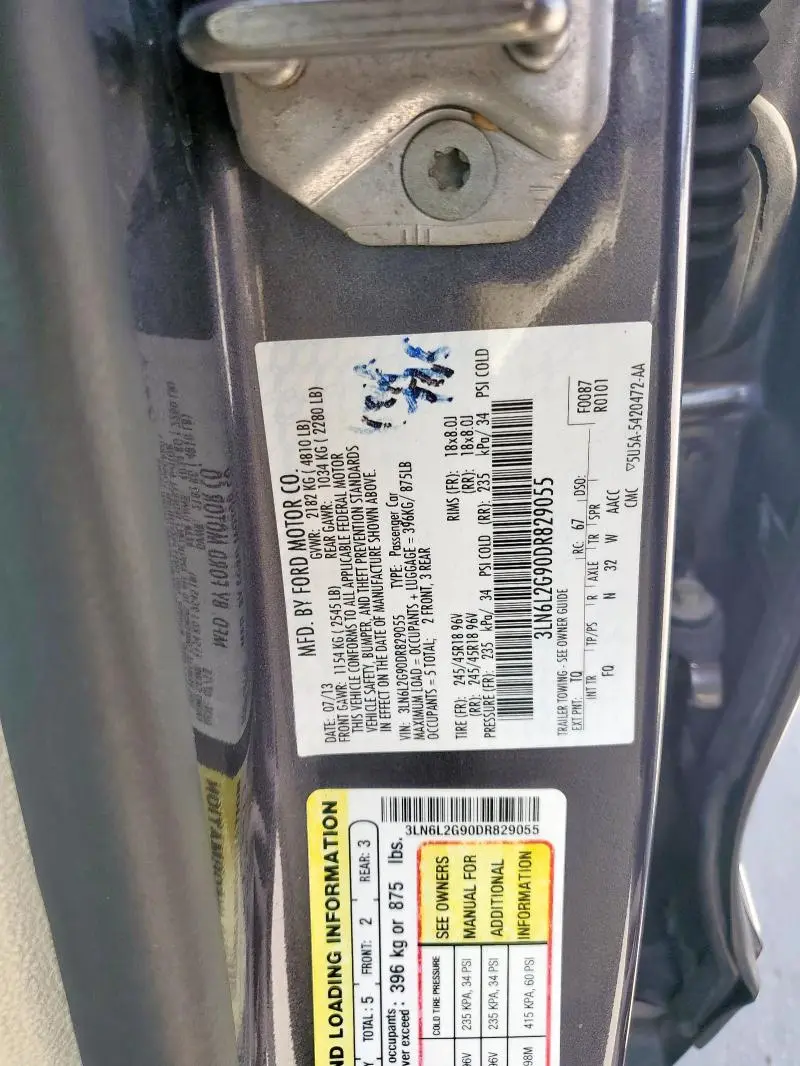 MFD. BY FORD MOTOR CO.
DATE: 07/13 GVWR: 2182 KG ( 4810 LB)
FRONT GAWR: 1154 KG ( 2545 LB) REAR GAWR: 1034 KG ( 2280 LB)
THIS VEHICLE CONFORMS TO ALL APPLICABLE FEDERAL MOTOR
VEHICLE SAFETY, BUMPER, AND THEFT PREVENTION STANDARDS
IN EFFECT ON THE DATE OF MANUFACTURE SHOWN ABOVE.
VIN: 3LN6L2G90DR829055 TYPE: Passenger Car
MAXIMUM LOAD = OCCUPANTS + LUGGAGE = 396KG/ 875LB
OCCUPANTS = 5 TOTAL; 2 FRONT, 3 REAR
TIRE (FR): 245/45R18 96V RIMS (FR): 18x8.0J
(RR): 245/45R18 96V (RR): 18x8.0J
PRESSURE (FR): 235 kPa/ 34 PSI COLD (RR): 235 kPa/ 34 PSI COLD
3LN6L2G90DR829055
TRAILER TOWING - SEE OWNER GUIDE
F0087
R0101
EXT PNT: TQ RC: 67 DSO:
INT TR TP/PS R AXLE TR SPR
FQ N 32 W AACC
CMC ▽5U5A-5420472-AA
3LN6L2G90DR829055
ND LOADING INFORMATION
TOTAL: 5 FRONT: 2 REAR: 3
occupants: 396 kg or 875 lbs.
ver exceed:
COLD TIRE PRESSURE
235 KPA, 34 PSI
235 KPA, 34 PSI
415 KPA, 60 PSI
96V
96V
98M
SEE OWNERS
MANUAL FOR
ADDITIONAL
INFORMATION